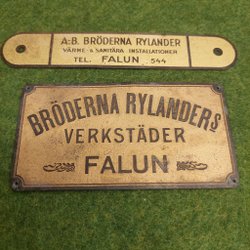 A.-B. BRÖDERNA RYLANDER
VÄRME- & SANITÄRA INSTALLATIONER
TEL. FALUN 544
BRÖDERNA RYLANDERS
VERKSTÄDER
FALUN